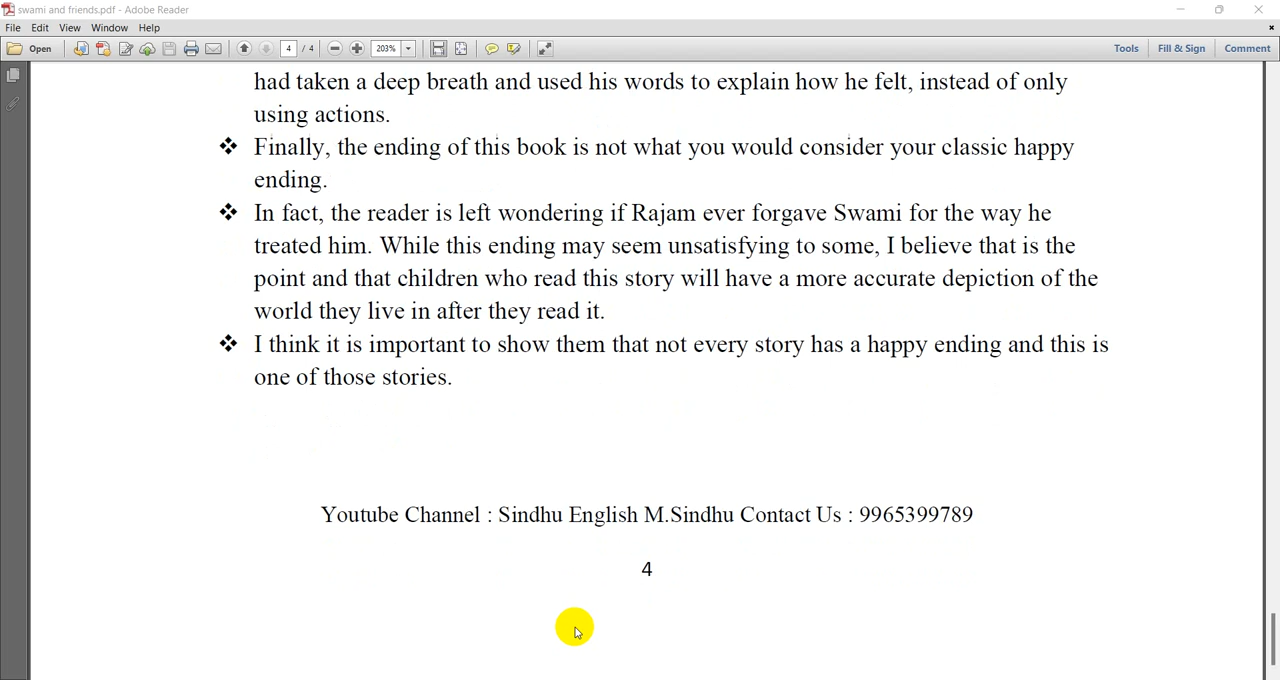 swami and friends.pdf - Adobe Reader
File Edit View Window Help
Open 4 / 4 203% Tools Fill & Sign Comment
had taken a deep breath and used his words to explain how he felt, instead of only
using actions.
❖ Finally, the ending of this book is not what you would consider your classic happy
ending.
❖ In fact, the reader is left wondering if Rajam ever forgave Swami for the way he
treated him. While this ending may seem unsatisfying to some, I believe that is the
point and that children who read this story will have a more accurate depiction of the
world they live in after they read it.
❖ I think it is important to show them that not every story has a happy ending and this is
one of those stories.
Youtube Channel : Sindhu English M.Sindhu Contact Us : 9965399789
4